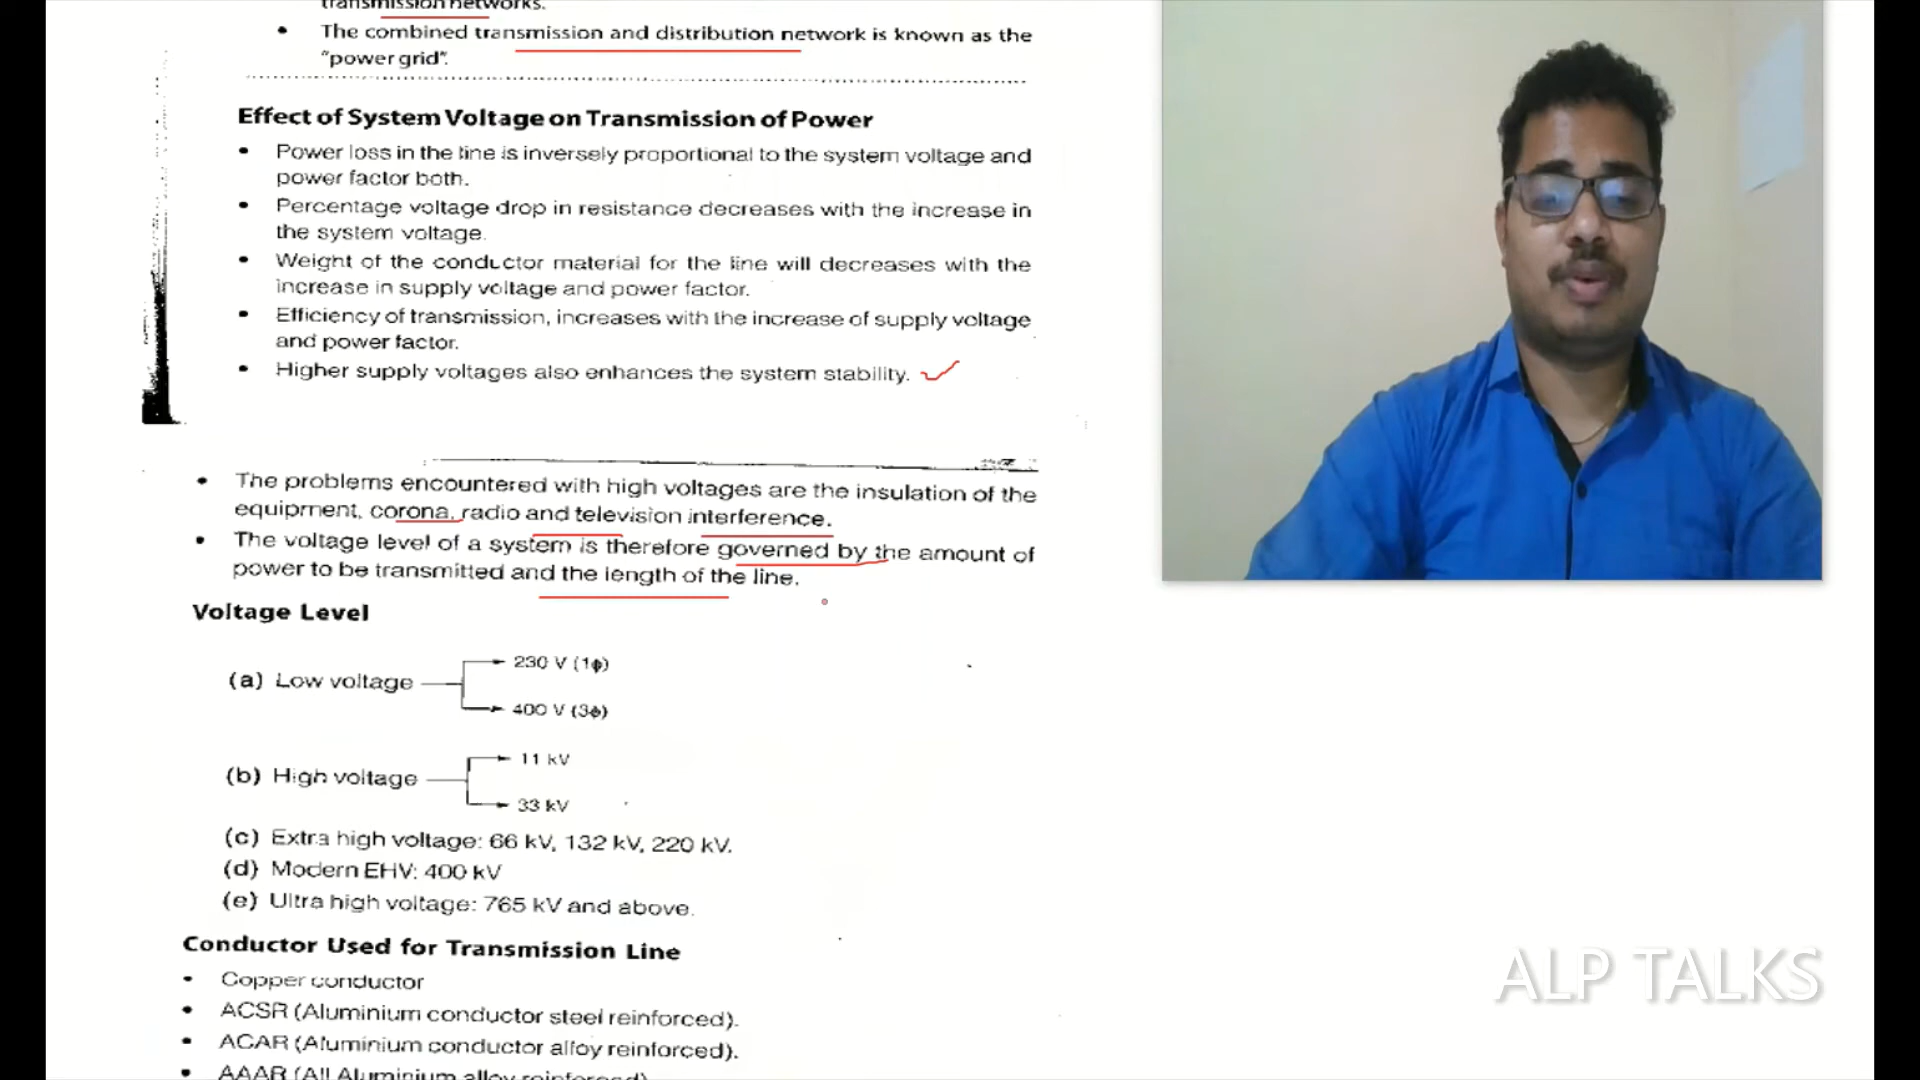 transmission networks.
• The combined transmission and distribution network is known as the
"power grid".
Effect of System Voltage on Transmission of Power
• Power loss in the line is inversely proportional to the system voltage and
power factor both.
• Percentage voltage drop in resistance decreases with the increase in
the system voltage.
• Weight of the conductor material for the line will decreases with the
increase in supply voltage and power factor.
• Efficiency of transmission, increases with the increase of supply voltage
and power factor.
• Higher supply voltages also enhances the system stability.
• The problems encountered with high voltages are the insulation of the
equipment, corona, radio and television interference.
• The voltage level of a system is therefore governed by the amount of
power to be transmitted and the length of the line.
Voltage Level
(a) Low voltage
230 V (1ϕ)
400 V (3ϕ)
(b) High voltage
11 kV
33 kV
(c) Extra high voltage: 66 kV, 132 kV, 220 kV.
(d) Modern EHV: 400 kV
(e) Ultra high voltage: 765 kV and above.
Conductor Used for Transmission Line
• Copper conductor
• ACSR (Aluminium conductor steel reinforced).
• ACAR (Aluminium conductor alloy reinforced).
• AAAR (All Aluminium alloy reinforced)
ALP TALKS